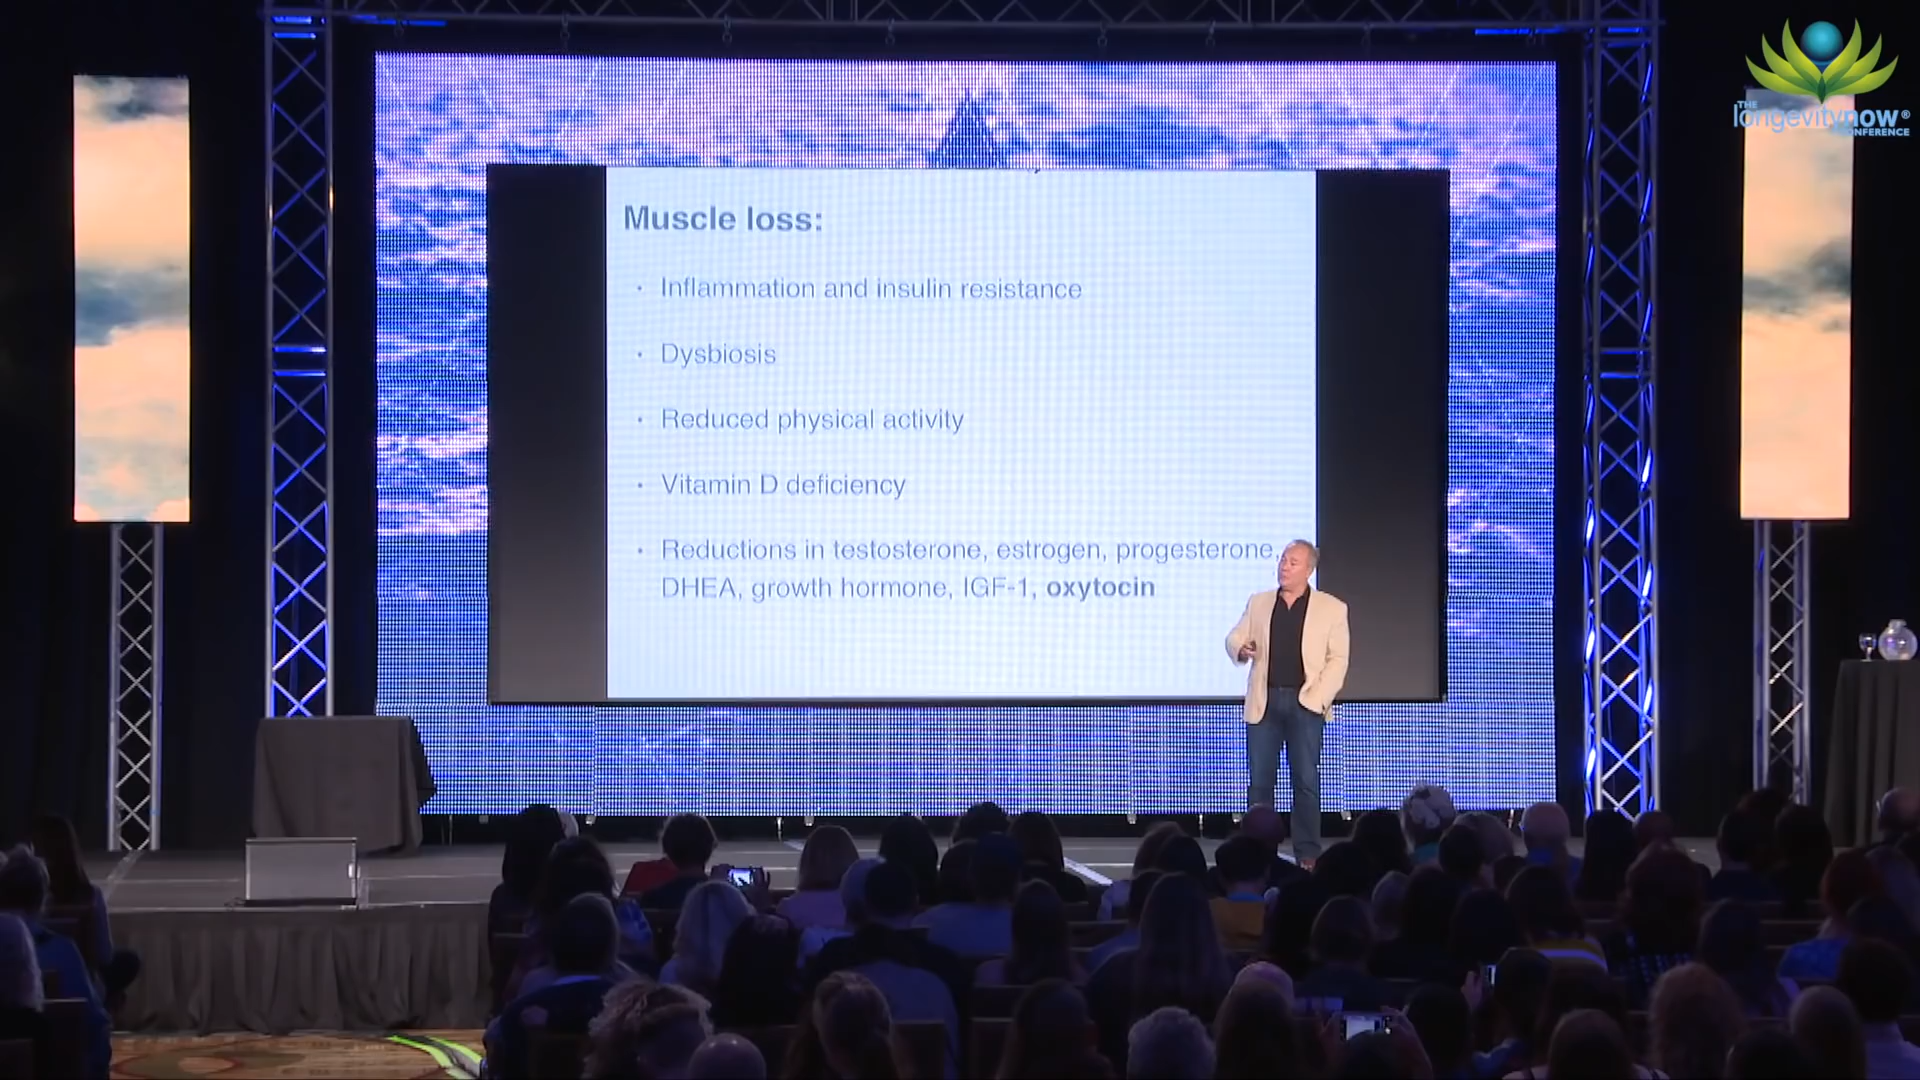 THE
longevitynow®
CONFERENCE
Muscle loss:
• Inflammation and insulin resistance
• Dysbiosis
• Reduced physical activity
• Vitamin D deficiency
• Reductions in testosterone, estrogen, progesterone,
DHEA, growth hormone, IGF-1, oxytocin